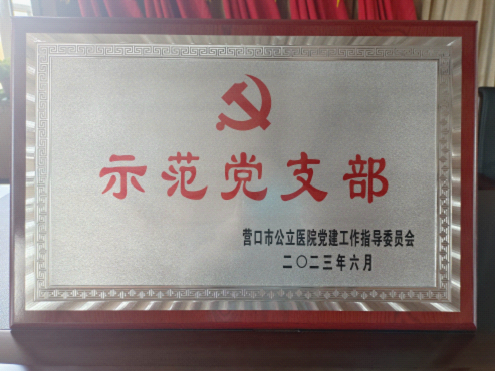 示范党支部
营口市公立医院党建工作指导委员会
二〇二三年六月